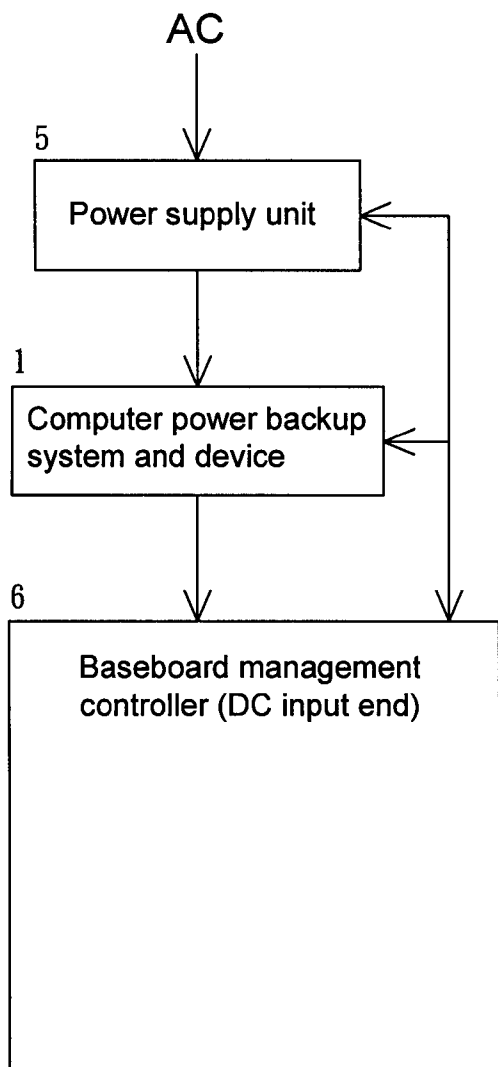 AC
5
Power supply unit
1
Computer power backup
system and device
6
Baseboard management
controller (DC input end)